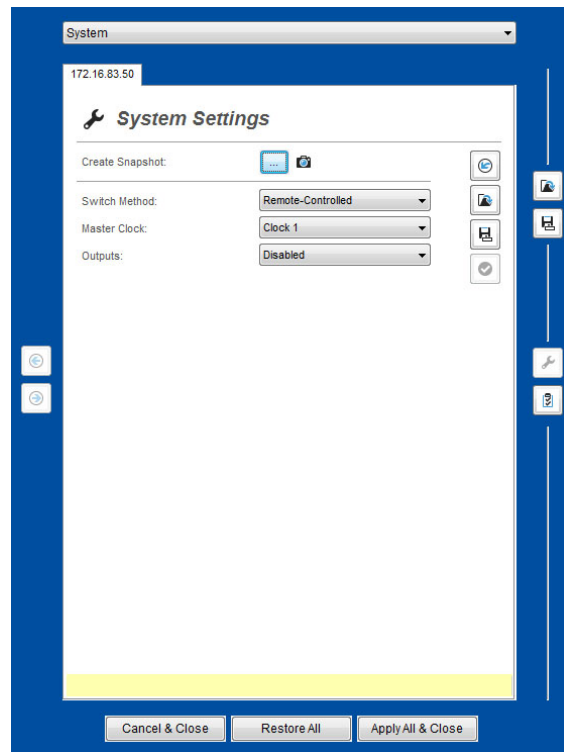 System
172.16.83.50
System Settings
Create Snapshot:
...
Switch Method:
Remote-Controlled
Master Clock:
Clock 1
Outputs:
Disabled
Cancel & Close
Restore All
Apply All & Close